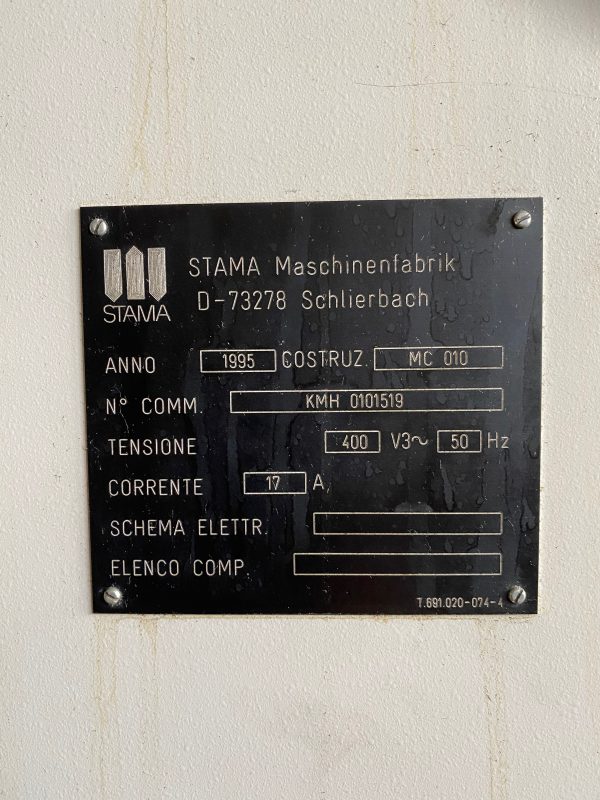 STAMA
STAMA Maschinenfabrik
D-73278 Schlierbach
ANNO 1995 COSTRUZ. MC 010
N° COMM. KMH 0101519
TENSIONE 400 V3~ 50 Hz
CORRENTE 17 A
SCHEMA ELETTR.
ELENCO COMP.
T.691.020-074-4